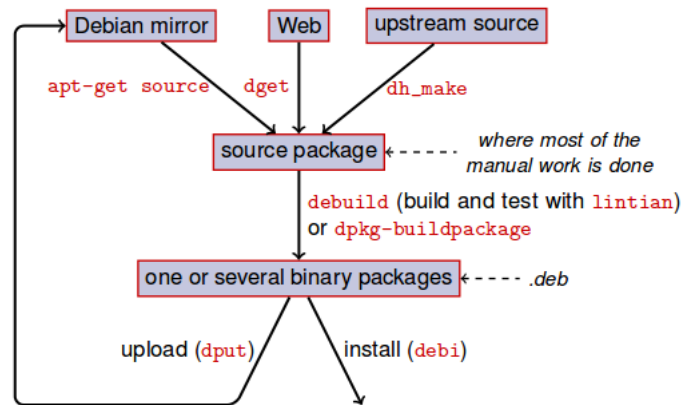 Debian mirror
Web
upstream source
apt-get source
dget
dh_make
source package
where most of the
manual work is done
debuild (build and test with lintian)
or dpkg-buildpackage
one or several binary packages
.deb
upload (dput)
install (debi)